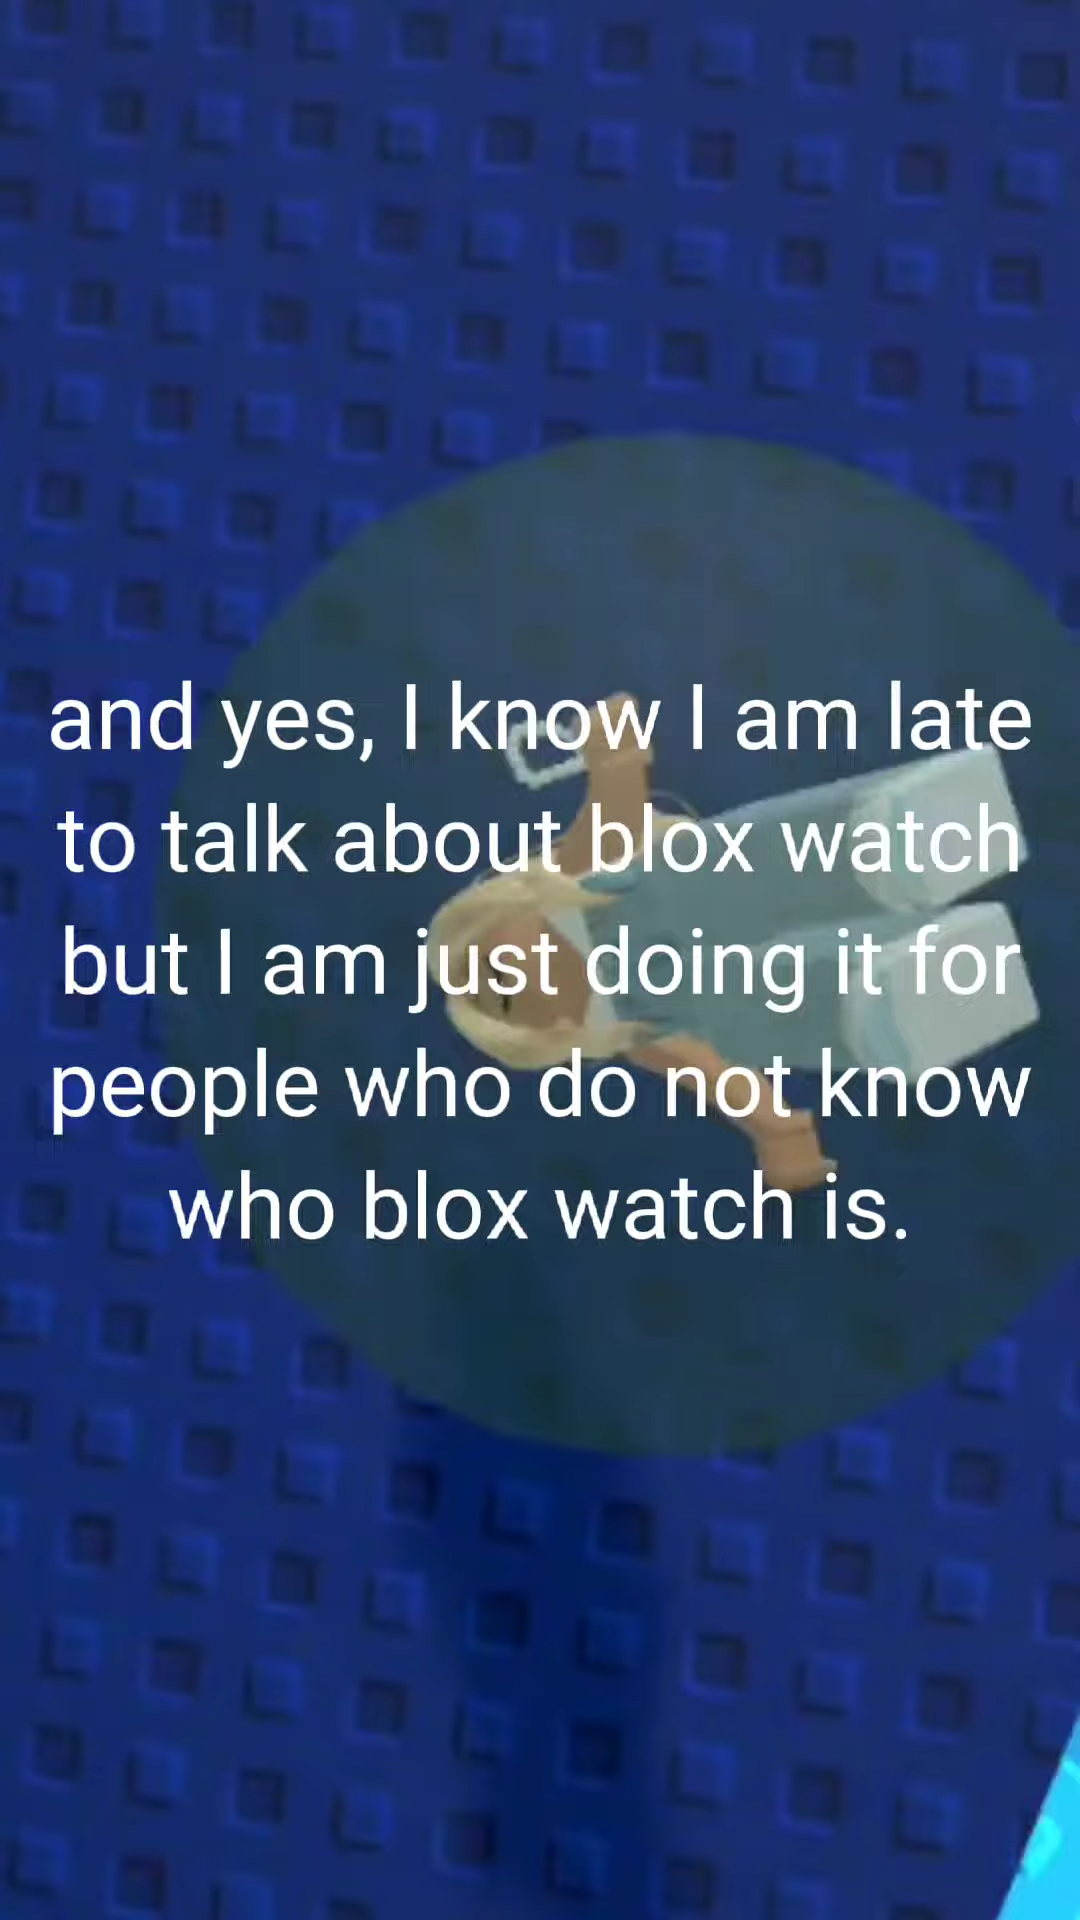 and yes, I know I am late
to talk about blox watch
but I am just doing it for
people who do not know
who blox watch is.